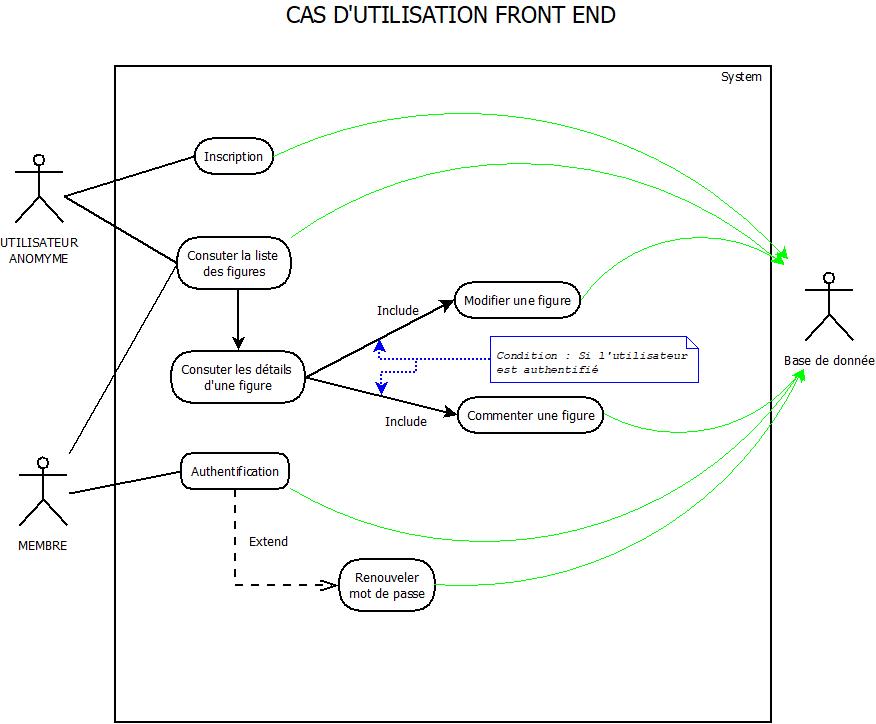 CAS D'UTILISATION FRONT END
System
Inscription
UTILISATEUR
ANOMYME
Consuter la liste
des figures
Include
Modifier une figure
Condition : Si l'utilisateur
est authentifié
Base de donnée
Consuter les détails
d'une figure
Include
Commenter une figure
Authentification
MEMBRE
Extend
Renouveler
mot de passe